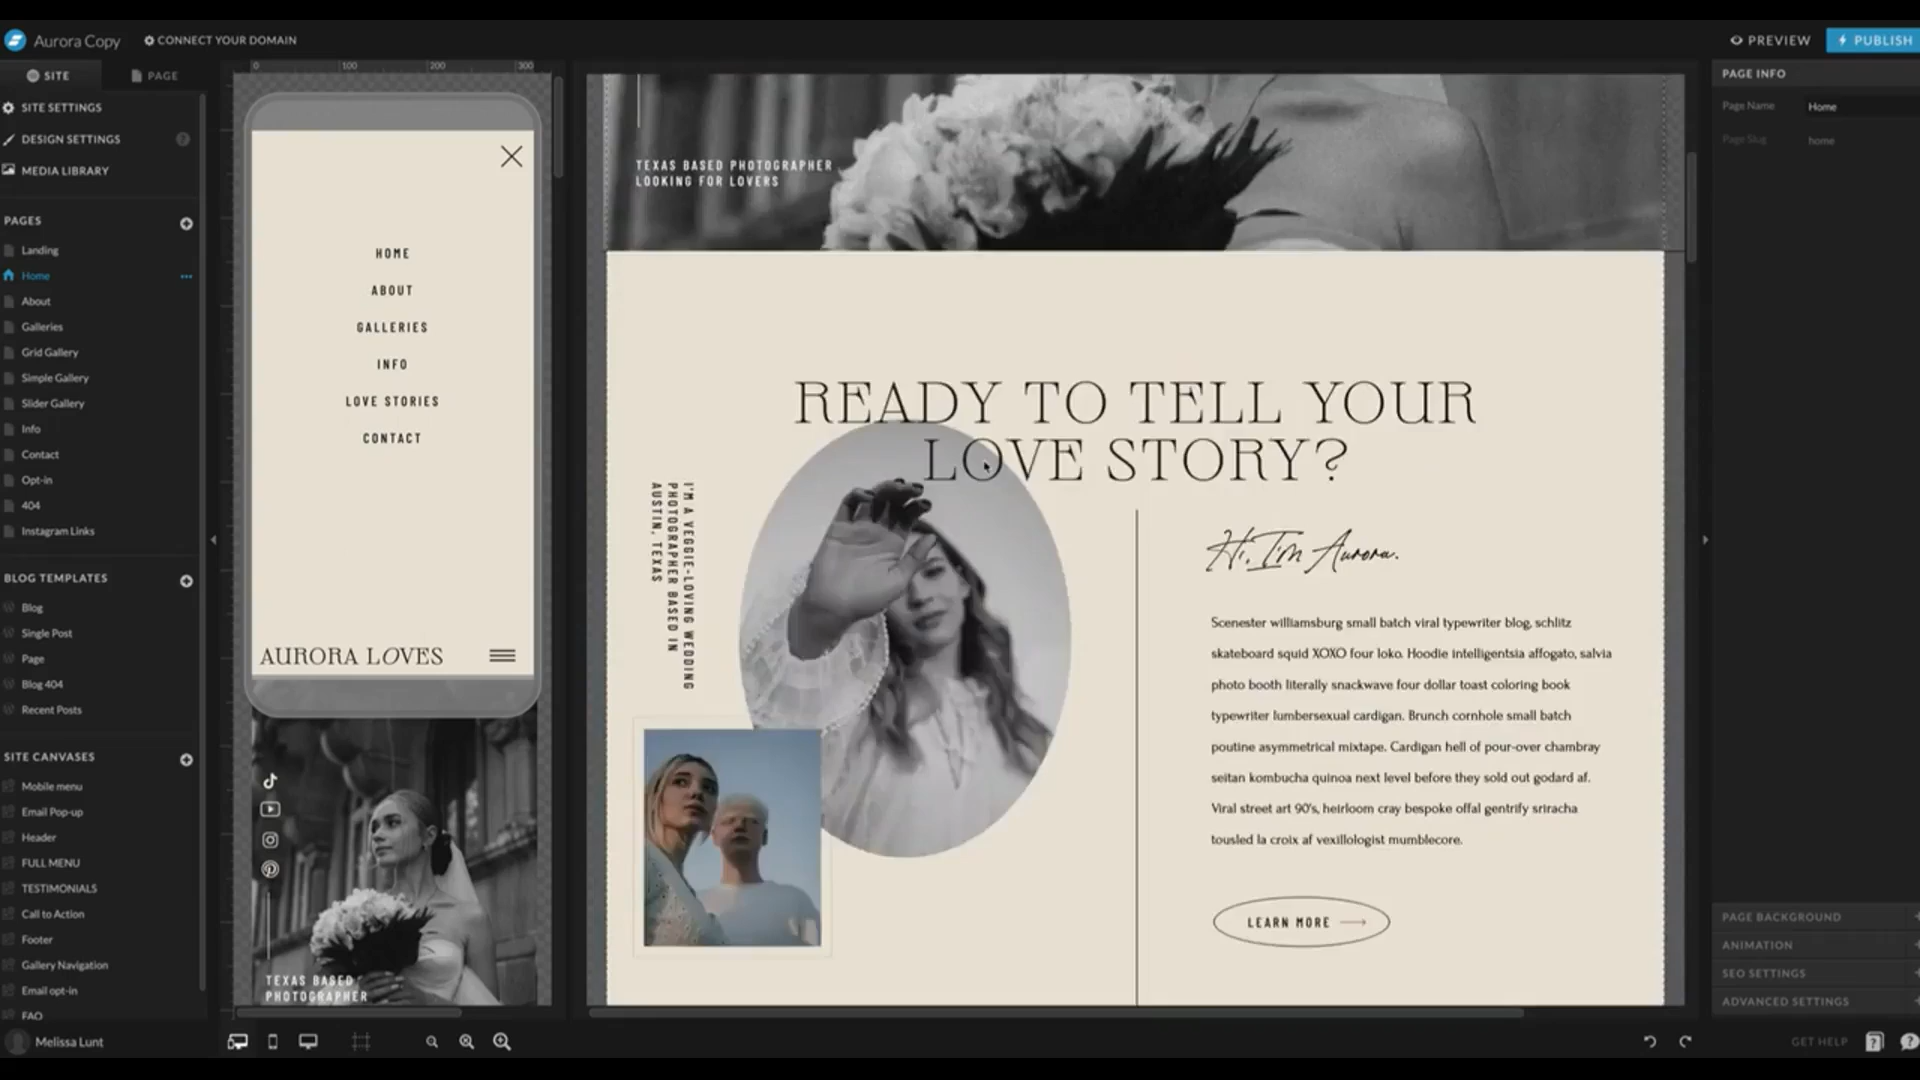 Aurora Copy
CONNECT YOUR DOMAIN
PREVIEW
PUBLISH
SITE
PAGE
SITE SETTINGS
DESIGN SETTINGS
?
MEDIA LIBRARY
PAGES
Landing
Home
About
Galleries
Grid Gallery
Simple Gallery
Slider Gallery
Info
Contact
Opt-in
404
Instagram Links
BLOG TEMPLATES
Blog
Single Post
Page
Blog 404
Recent Posts
SITE CANVASES
Mobile menu
Email Pop-up
Header
FULL MENU
TESTIMONIALS
Call to Action
Footer
Gallery Navigation
Email opt-in
FAQ
Melissa Lunt
0 100 200 300
HOME
ABOUT
GALLERIES
INFO
LOVE STORIES
CONTACT
AURORA LOVES
TEXAS BASED
PHOTOGRAPHER
TEXAS BASED PHOTOGRAPHER
LOOKING FOR LOVERS
READY TO TELL YOUR
LOVE STORY?
I'M A VEGGIE-LOVING WEDDING
PHOTOGRAPHER BASED IN
AUSTIN, TEXAS
Hi, I'm Aurora.
Scenester williamsburg small batch viral typewriter blog, schlitz
skateboard squid XOXO four loko. Hoodie intelligentsia affogato, salvia
photo booth literally snackwave four dollar toast coloring book
typewriter lumbersexual cardigan. Brunch cornhole small batch
poutine asymmetrical mixtape. Cardigan hell of pour-over chambray
seitan kombucha quinoa next level before they sold out godard af.
Viral street art 90's, heirloom cray bespoke offal gentrify sriracha
tousled la croix af vexillologist mumblecore.
LEARN MORE
PAGE INFO
Page Name Home
Page Slug home
PAGE BACKGROUND
ANIMATION
SEO SETTINGS
ADVANCED SETTINGS
GET HELP